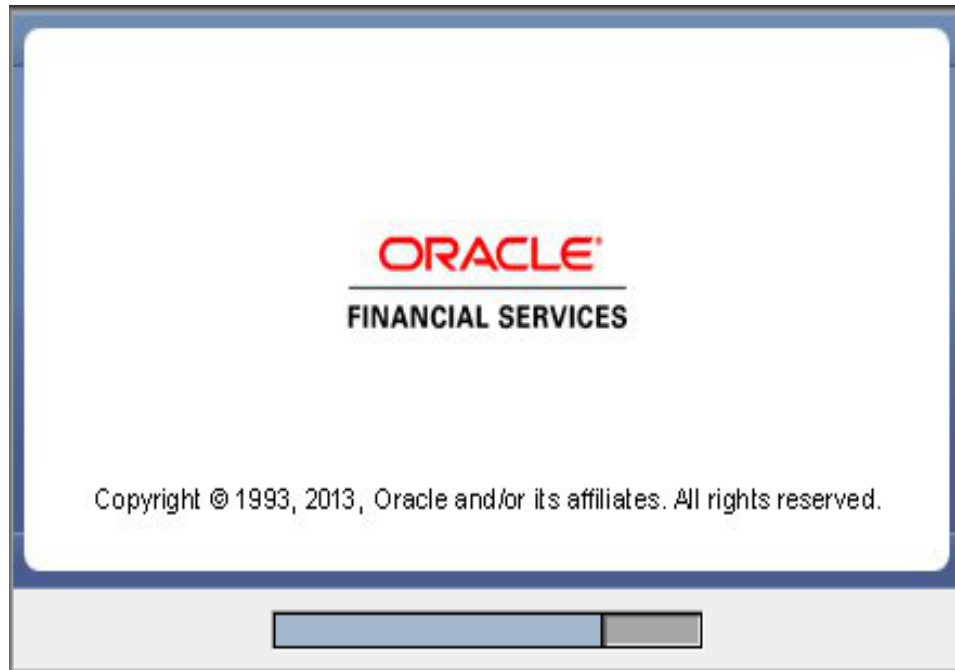 ORACLE®
FINANCIAL SERVICES
Copyright © 1993, 2013, Oracle and/or its affiliates. All rights reserved.